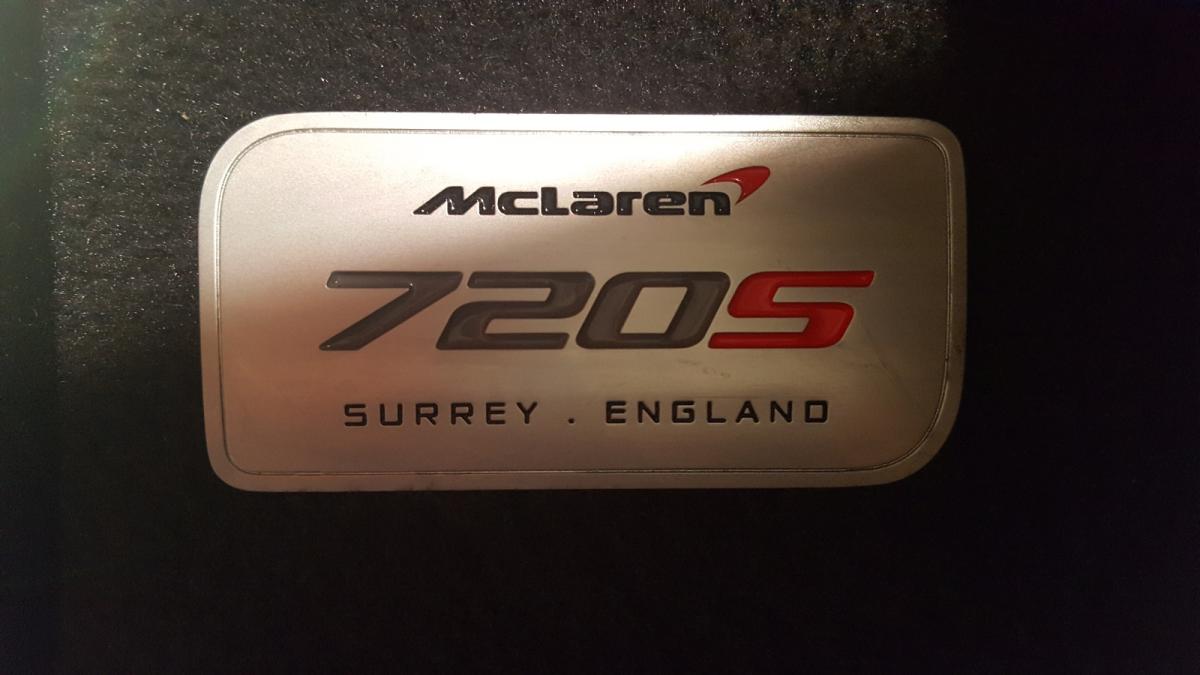 McLaren
720S
SURREY . ENGLAND